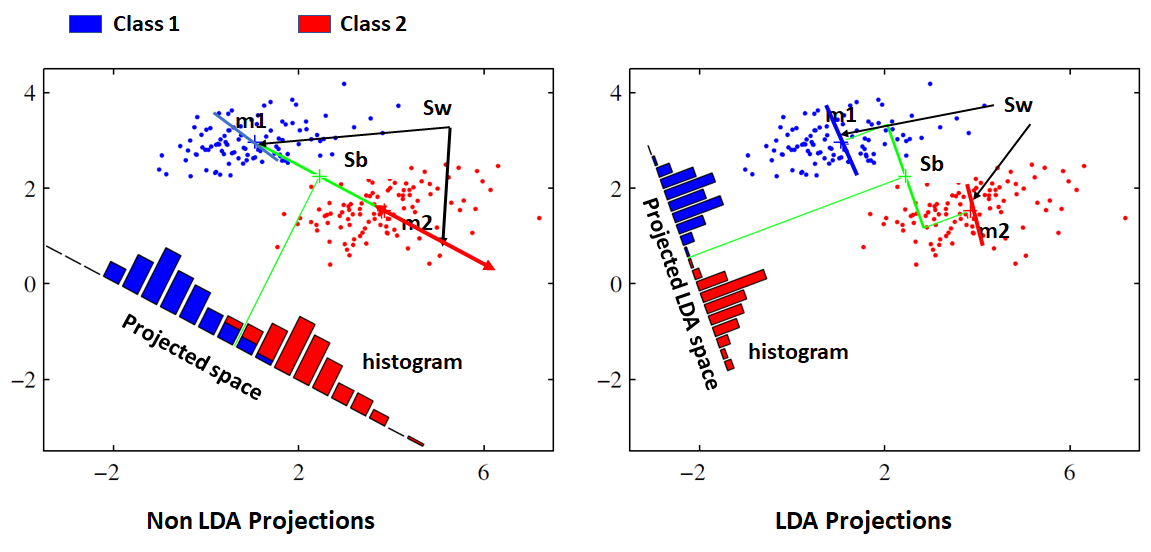 Class 1
Class 2
4
2
0
−2
−2
2
6
m1
Sw
Sb
m2
Projected space
histogram
Non LDA Projections
4
2
0
−2
−2
2
6
m1
Sw
Sb
m2
Projected LDA space
histogram
LDA Projections